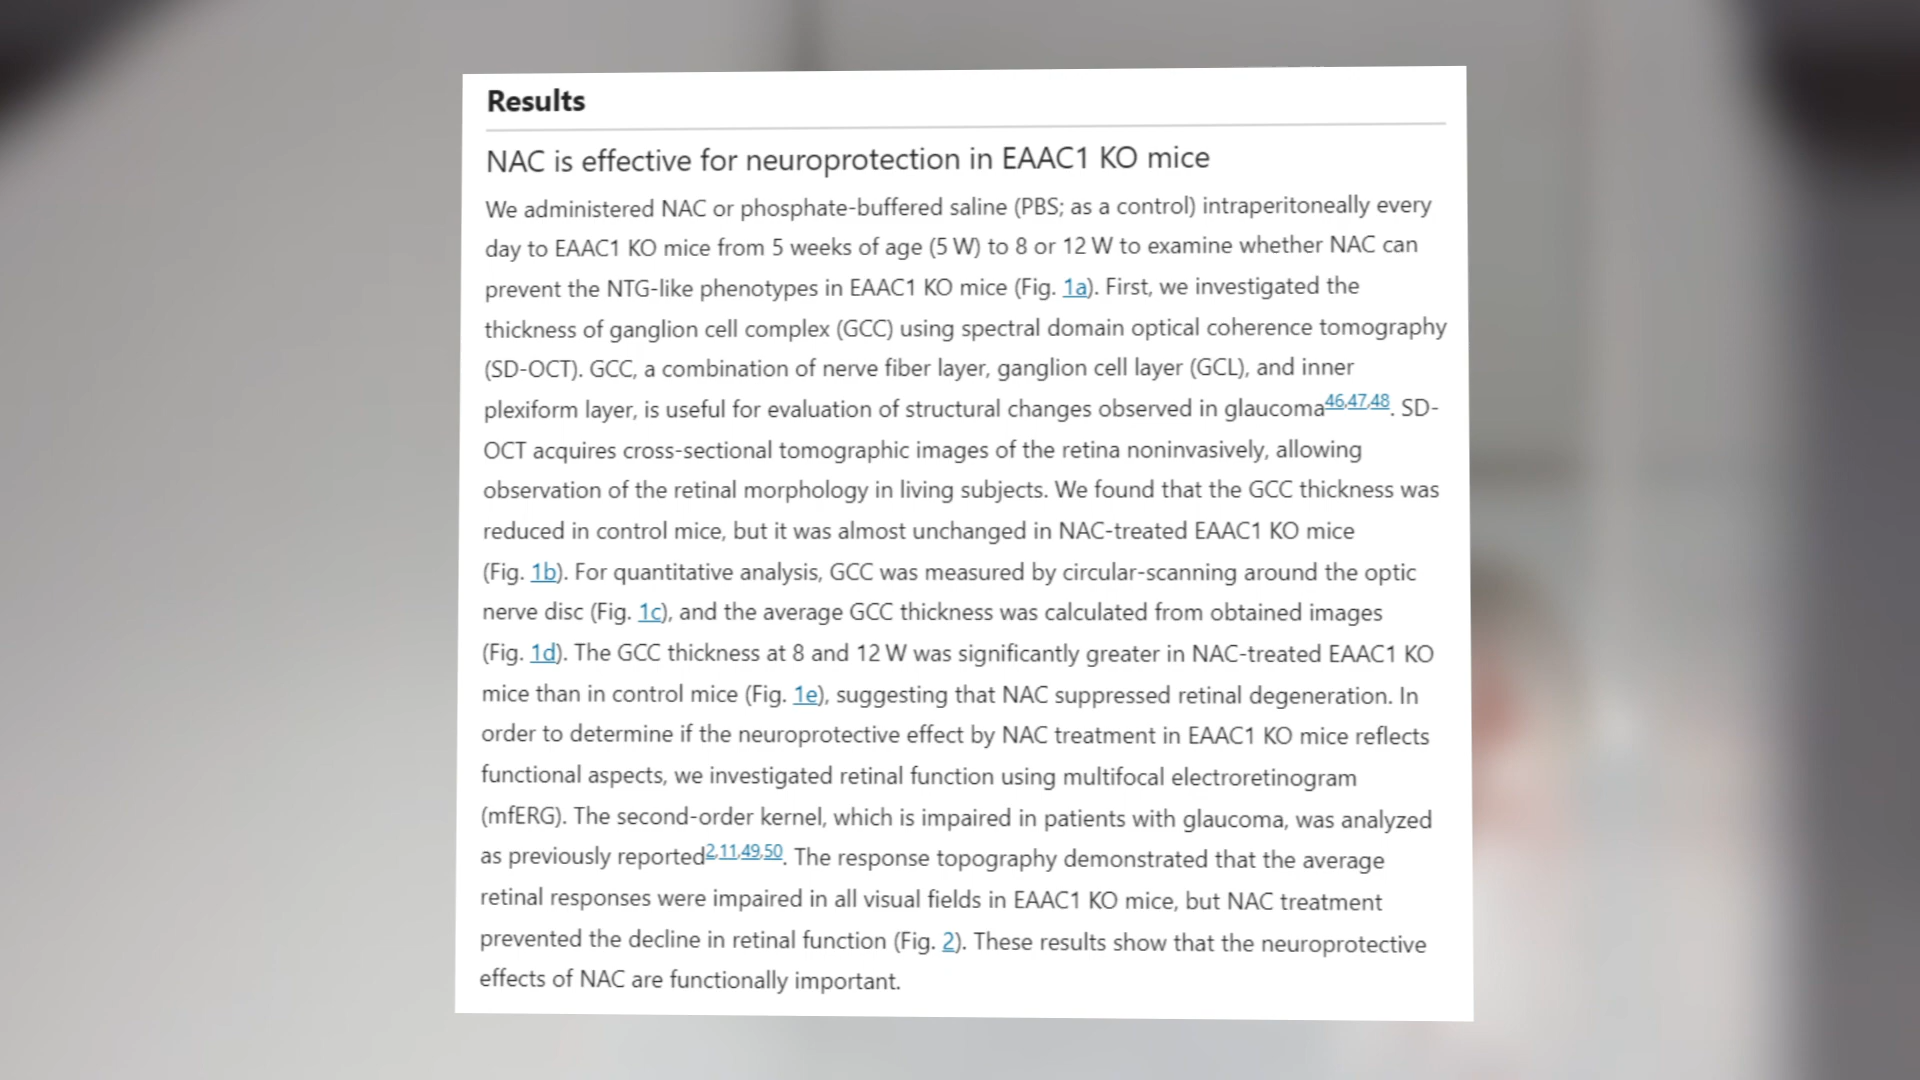 Results
NAC is effective for neuroprotection in EAAC1 KO mice
We administered NAC or phosphate-buffered saline (PBS; as a control) intraperitoneally every
day to EAAC1 KO mice from 5 weeks of age (5 W) to 8 or 12 W to examine whether NAC can
prevent the NTG-like phenotypes in EAAC1 KO mice (Fig. 1a). First, we investigated the
thickness of ganglion cell complex (GCC) using spectral domain optical coherence tomography
(SD-OCT). GCC, a combination of nerve fiber layer, ganglion cell layer (GCL), and inner
plexiform layer, is useful for evaluation of structural changes observed in glaucoma46,47,48. SD-
OCT acquires cross-sectional tomographic images of the retina noninvasively, allowing
observation of the retinal morphology in living subjects. We found that the GCC thickness was
reduced in control mice, but it was almost unchanged in NAC-treated EAAC1 KO mice
(Fig. 1b). For quantitative analysis, GCC was measured by circular-scanning around the optic
nerve disc (Fig. 1c), and the average GCC thickness was calculated from obtained images
(Fig. 1d). The GCC thickness at 8 and 12 W was significantly greater in NAC-treated EAAC1 KO
mice than in control mice (Fig. 1e), suggesting that NAC suppressed retinal degeneration. In
order to determine if the neuroprotective effect by NAC treatment in EAAC1 KO mice reflects
functional aspects, we investigated retinal function using multifocal electroretinogram
(mfERG). The second-order kernel, which is impaired in patients with glaucoma, was analyzed
as previously reported2,11,49,50. The response topography demonstrated that the average
retinal responses were impaired in all visual fields in EAAC1 KO mice, but NAC treatment
prevented the decline in retinal function (Fig. 2). These results show that the neuroprotective
effects of NAC are functionally important.